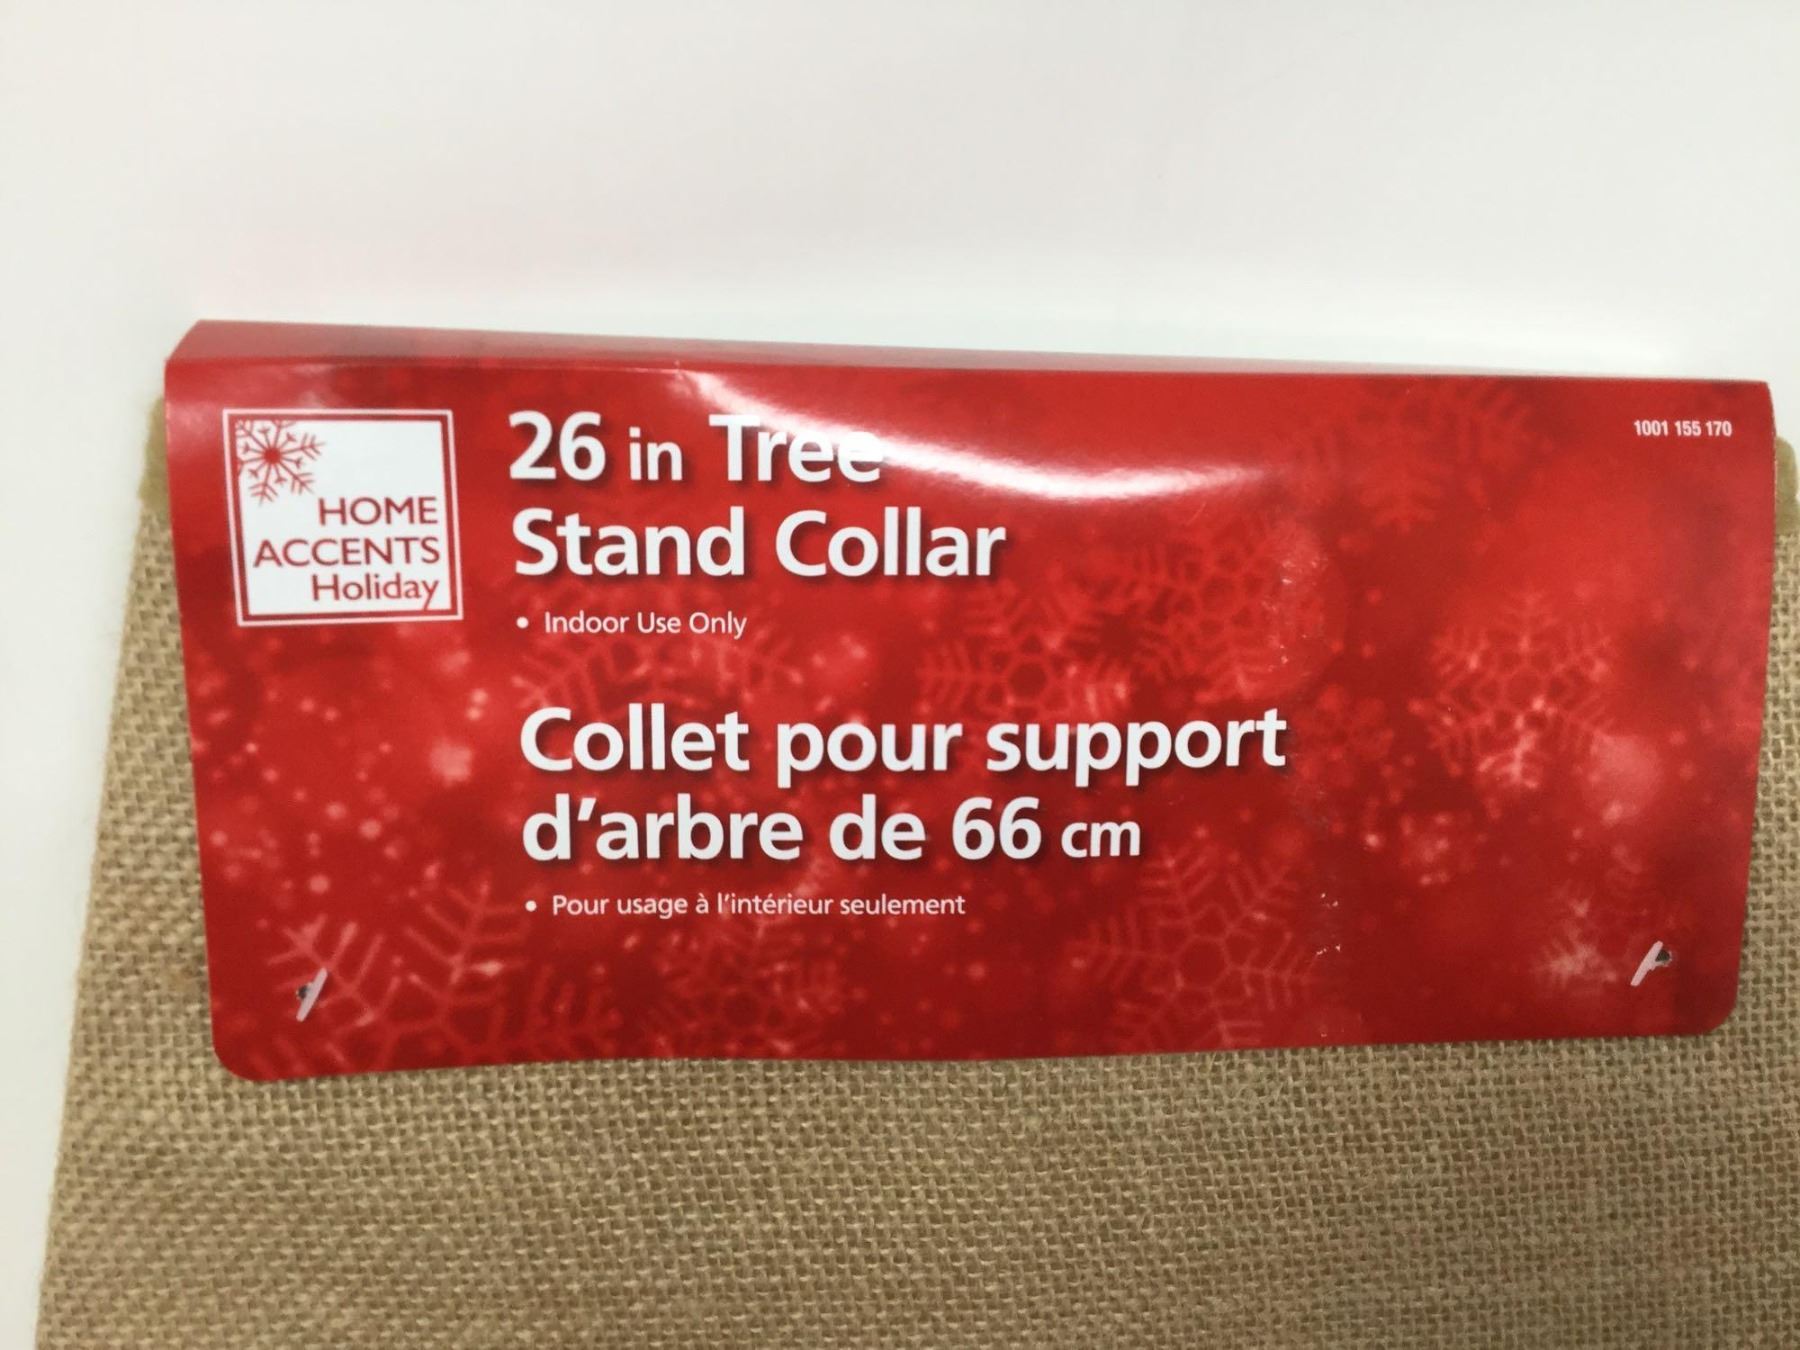 HOME
ACCENTS
Holiday
26 in Tree
Stand Collar
• Indoor Use Only
Collet pour support
d’arbre de 66 cm
• Pour usage à l’intérieur seulement
1001 155 170